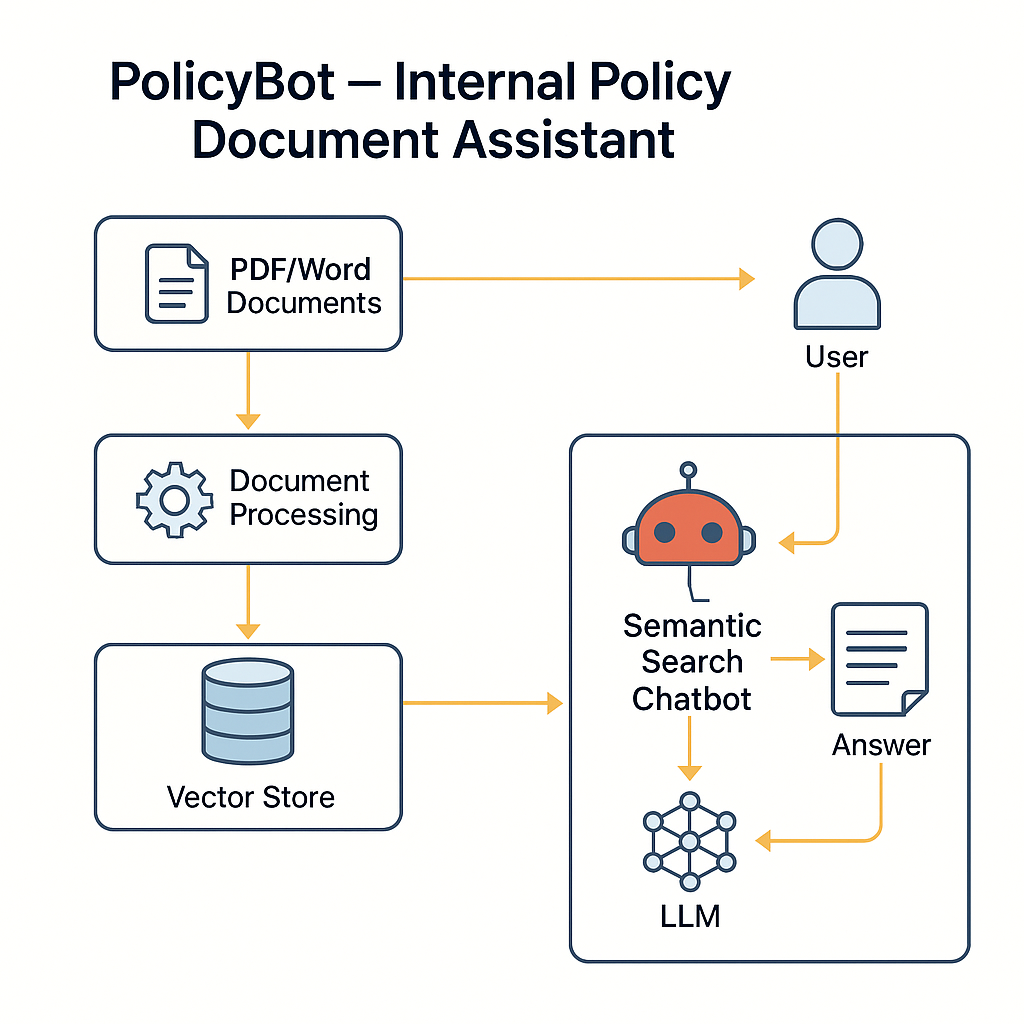 PolicyBot – Internal Policy
Document Assistant
PDF/Word
Documents
User
Document
Processing
Semantic
Search
Chatbot
Answer
Vector Store
LLM